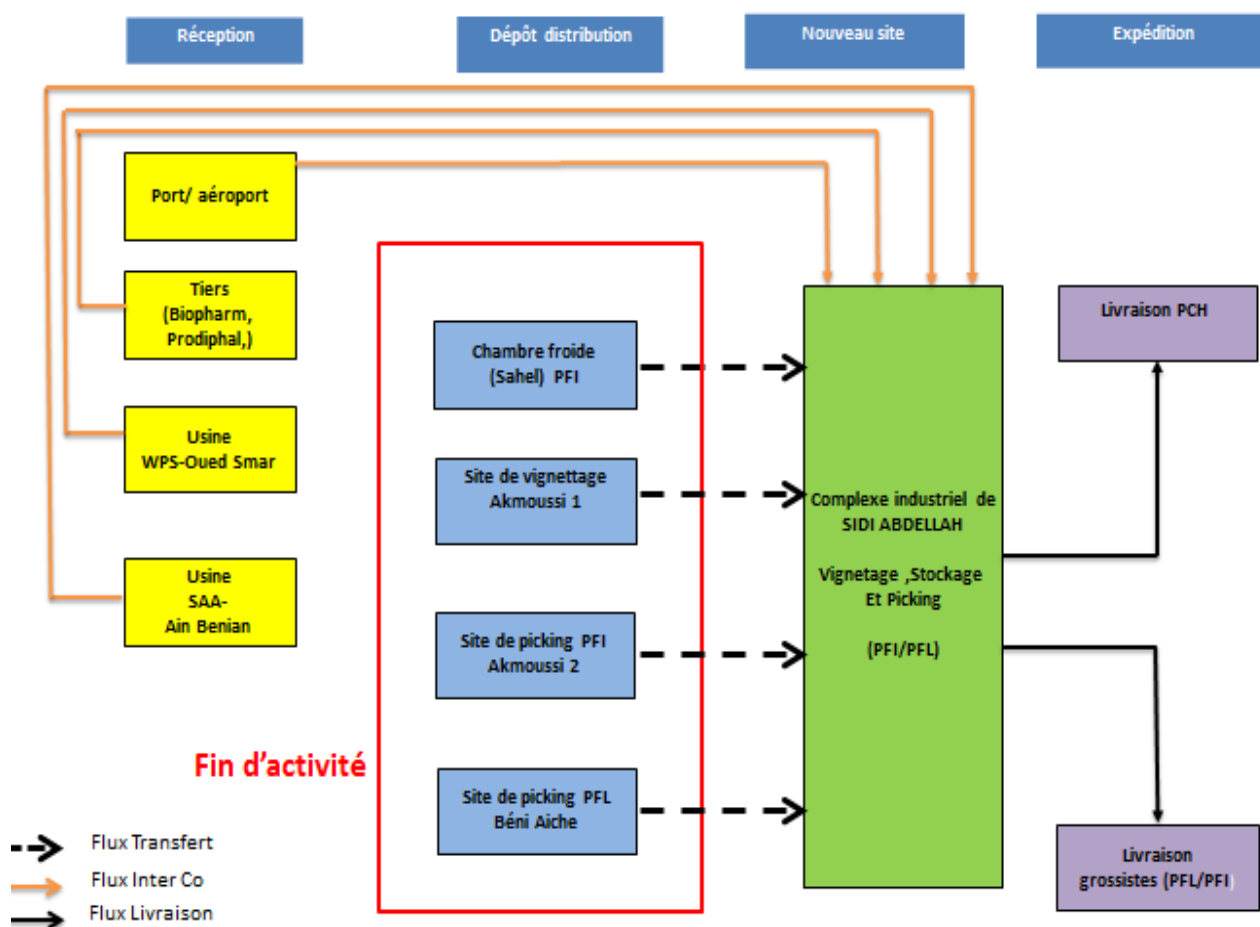 Réception
Dépôt distribution
Nouveau site
Expédition
Port/ aéroport
Tiers
(Biopharm,
Prodiphal,)
Usine
WPS-Oued Smar
Usine
SAA-
Ain Benian
Chambre froide
(Sahel) PFI
Site de vignettage
Akmoussi 1
Site de picking PFI
Akmoussi 2
Site de picking PFL
Béni Aiche
Fin d'activité
Complexe industriel de
SIDI ABDELLAH
Vignetage ,Stockage
Et Picking
(PFI/PFL)
Livraison PCH
Livraison
grossistes (PFL/PFI)
Flux Transfert
Flux Inter Co
Flux Livraison